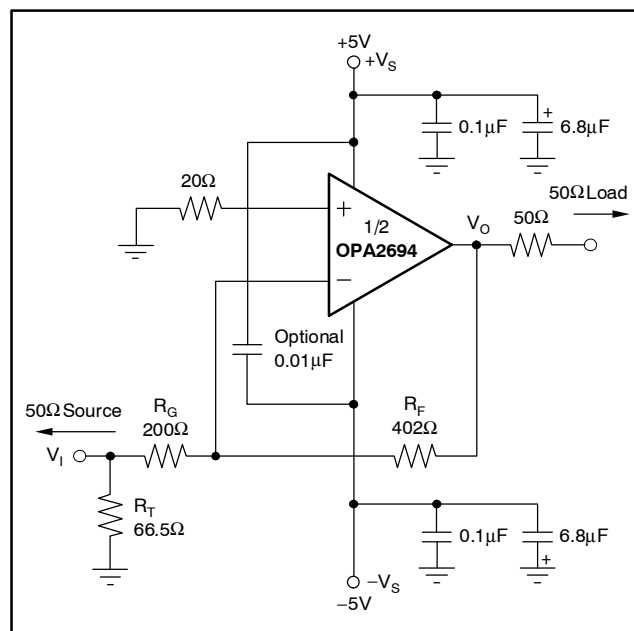 +5V
+V_S
0.1µF
6.8µF
+
20Ω
50Ω Load
+
1/2
OPA2694
−
V_O
50Ω
Optional
0.01µF
50Ω Source
R_G
200Ω
R_F
402Ω
V_I
R_T
66.5Ω
0.1µF
6.8µF
+
−V_S
−5V